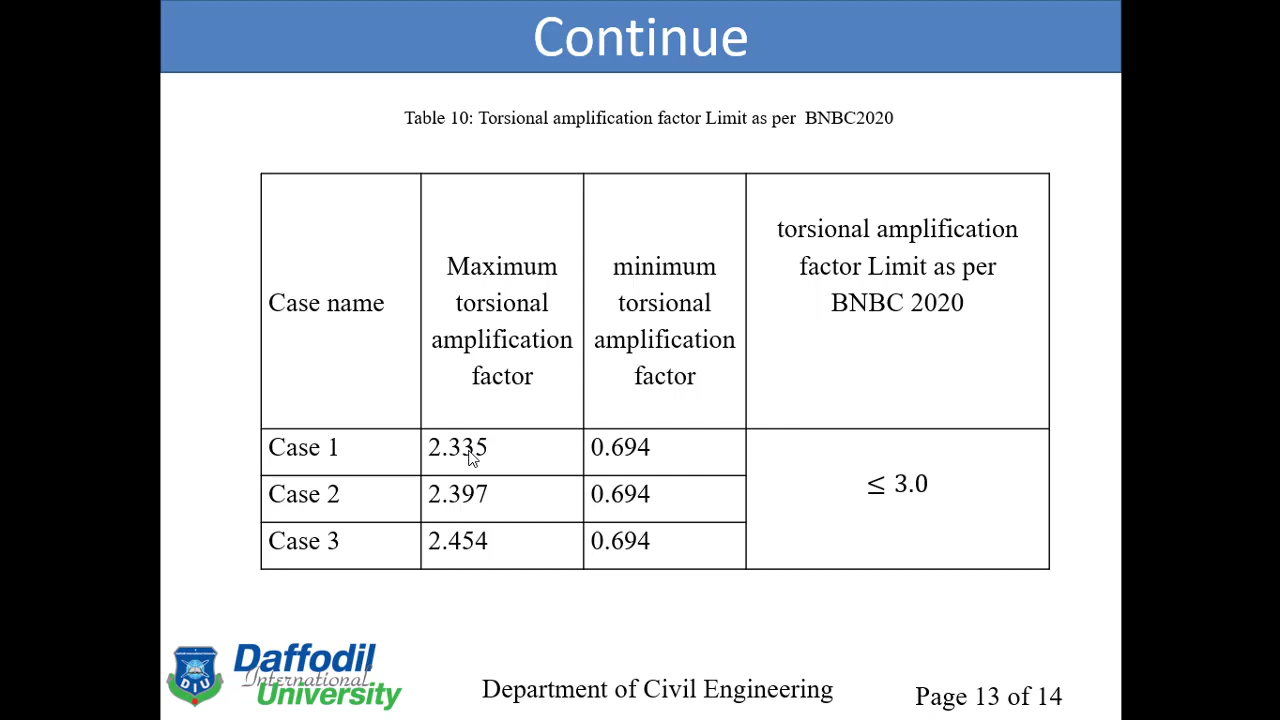 Continue
Table 10: Torsional amplification factor Limit as per BNBC2020
Case name
Maximum
torsional
amplification
factor
minimum
torsional
amplification
factor
torsional amplification
factor Limit as per
BNBC 2020
Case 1
2.335
0.694
≤ 3.0
Case 2
2.397
0.694
Case 3
2.454
0.694
DIU
Daffodil
International
University
Department of Civil Engineering
Page 13 of 14